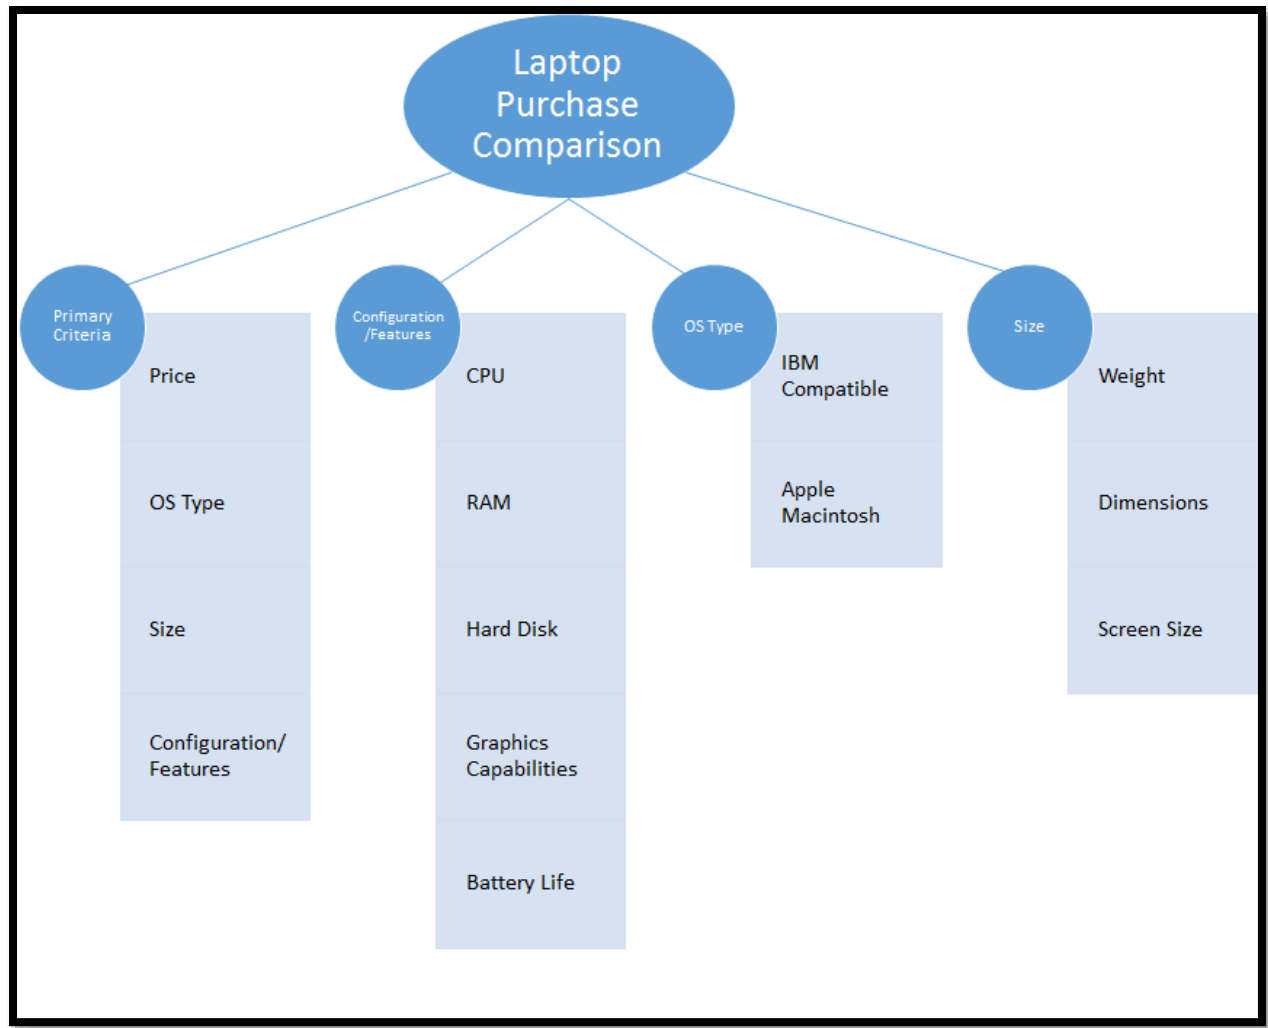 Laptop
Purchase
Comparison
Primary
Criteria
Price
OS Type
Size
Configuration/
Features
Configuration
/Features
CPU
RAM
Hard Disk
Graphics
Capabilities
Battery Life
OS Type
IBM
Compatible
Apple
Macintosh
Size
Weight
Dimensions
Screen Size